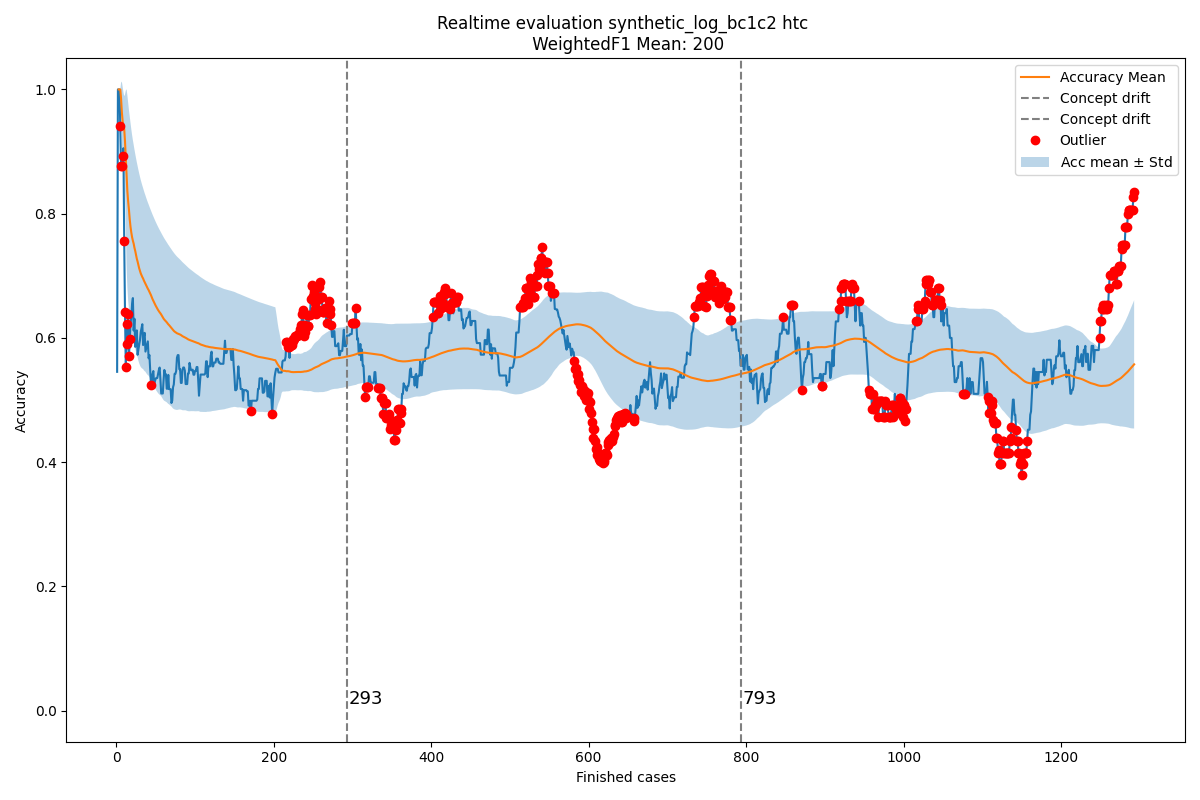 Realtime evaluation synthetic_log_bc1c2 htc
WeightedF1 Mean: 200
Accuracy Mean
Concept drift
Concept drift
Outlier
Acc mean ± Std
1.0
0.8
0.6
0.4
0.2
0.0
Accuracy
293
793
0
200
400
600
800
1000
1200
Finished cases